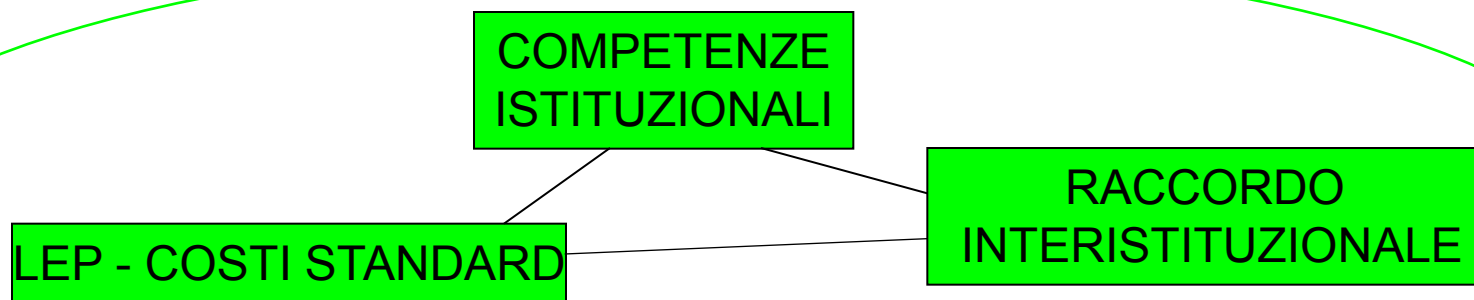 COMPETENZE
ISTITUZIONALI
RACCORDO
INTERISTITUZIONALE
LEP - COSTI STANDARD